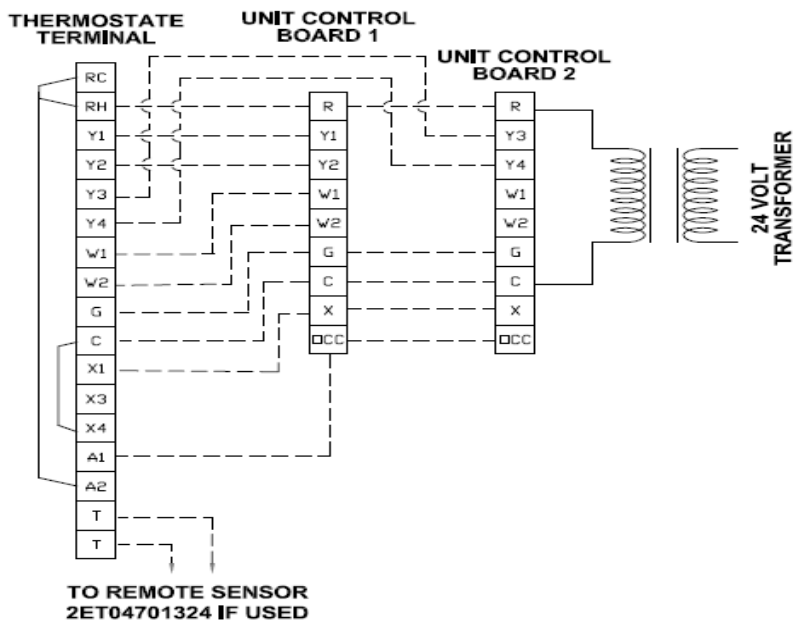 THERMOSTATE
TERMINAL
UNIT CONTROL
BOARD 1
UNIT CONTROL
BOARD 2
RC
RH
Y1
Y2
Y3
Y4
W1
W2
G
C
X1
X3
X4
A1
A2
T
T
R
Y1
Y2
W1
W2
G
C
X
OCC
R
Y3
Y4
W1
W2
G
C
X
OCC
24 VOLT
TRANSFORMER
TO REMOTE SENSOR
2ET04701324 IF USED